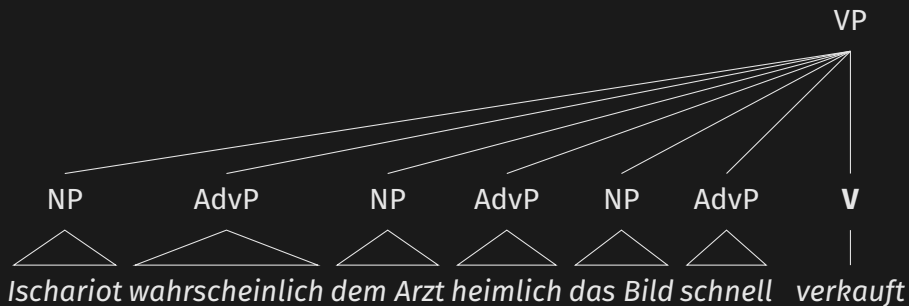 VP
NP AdvP NP AdvP NP AdvP V
Ischariot wahrscheinlich dem Arzt heimlich das Bild schnell verkauft